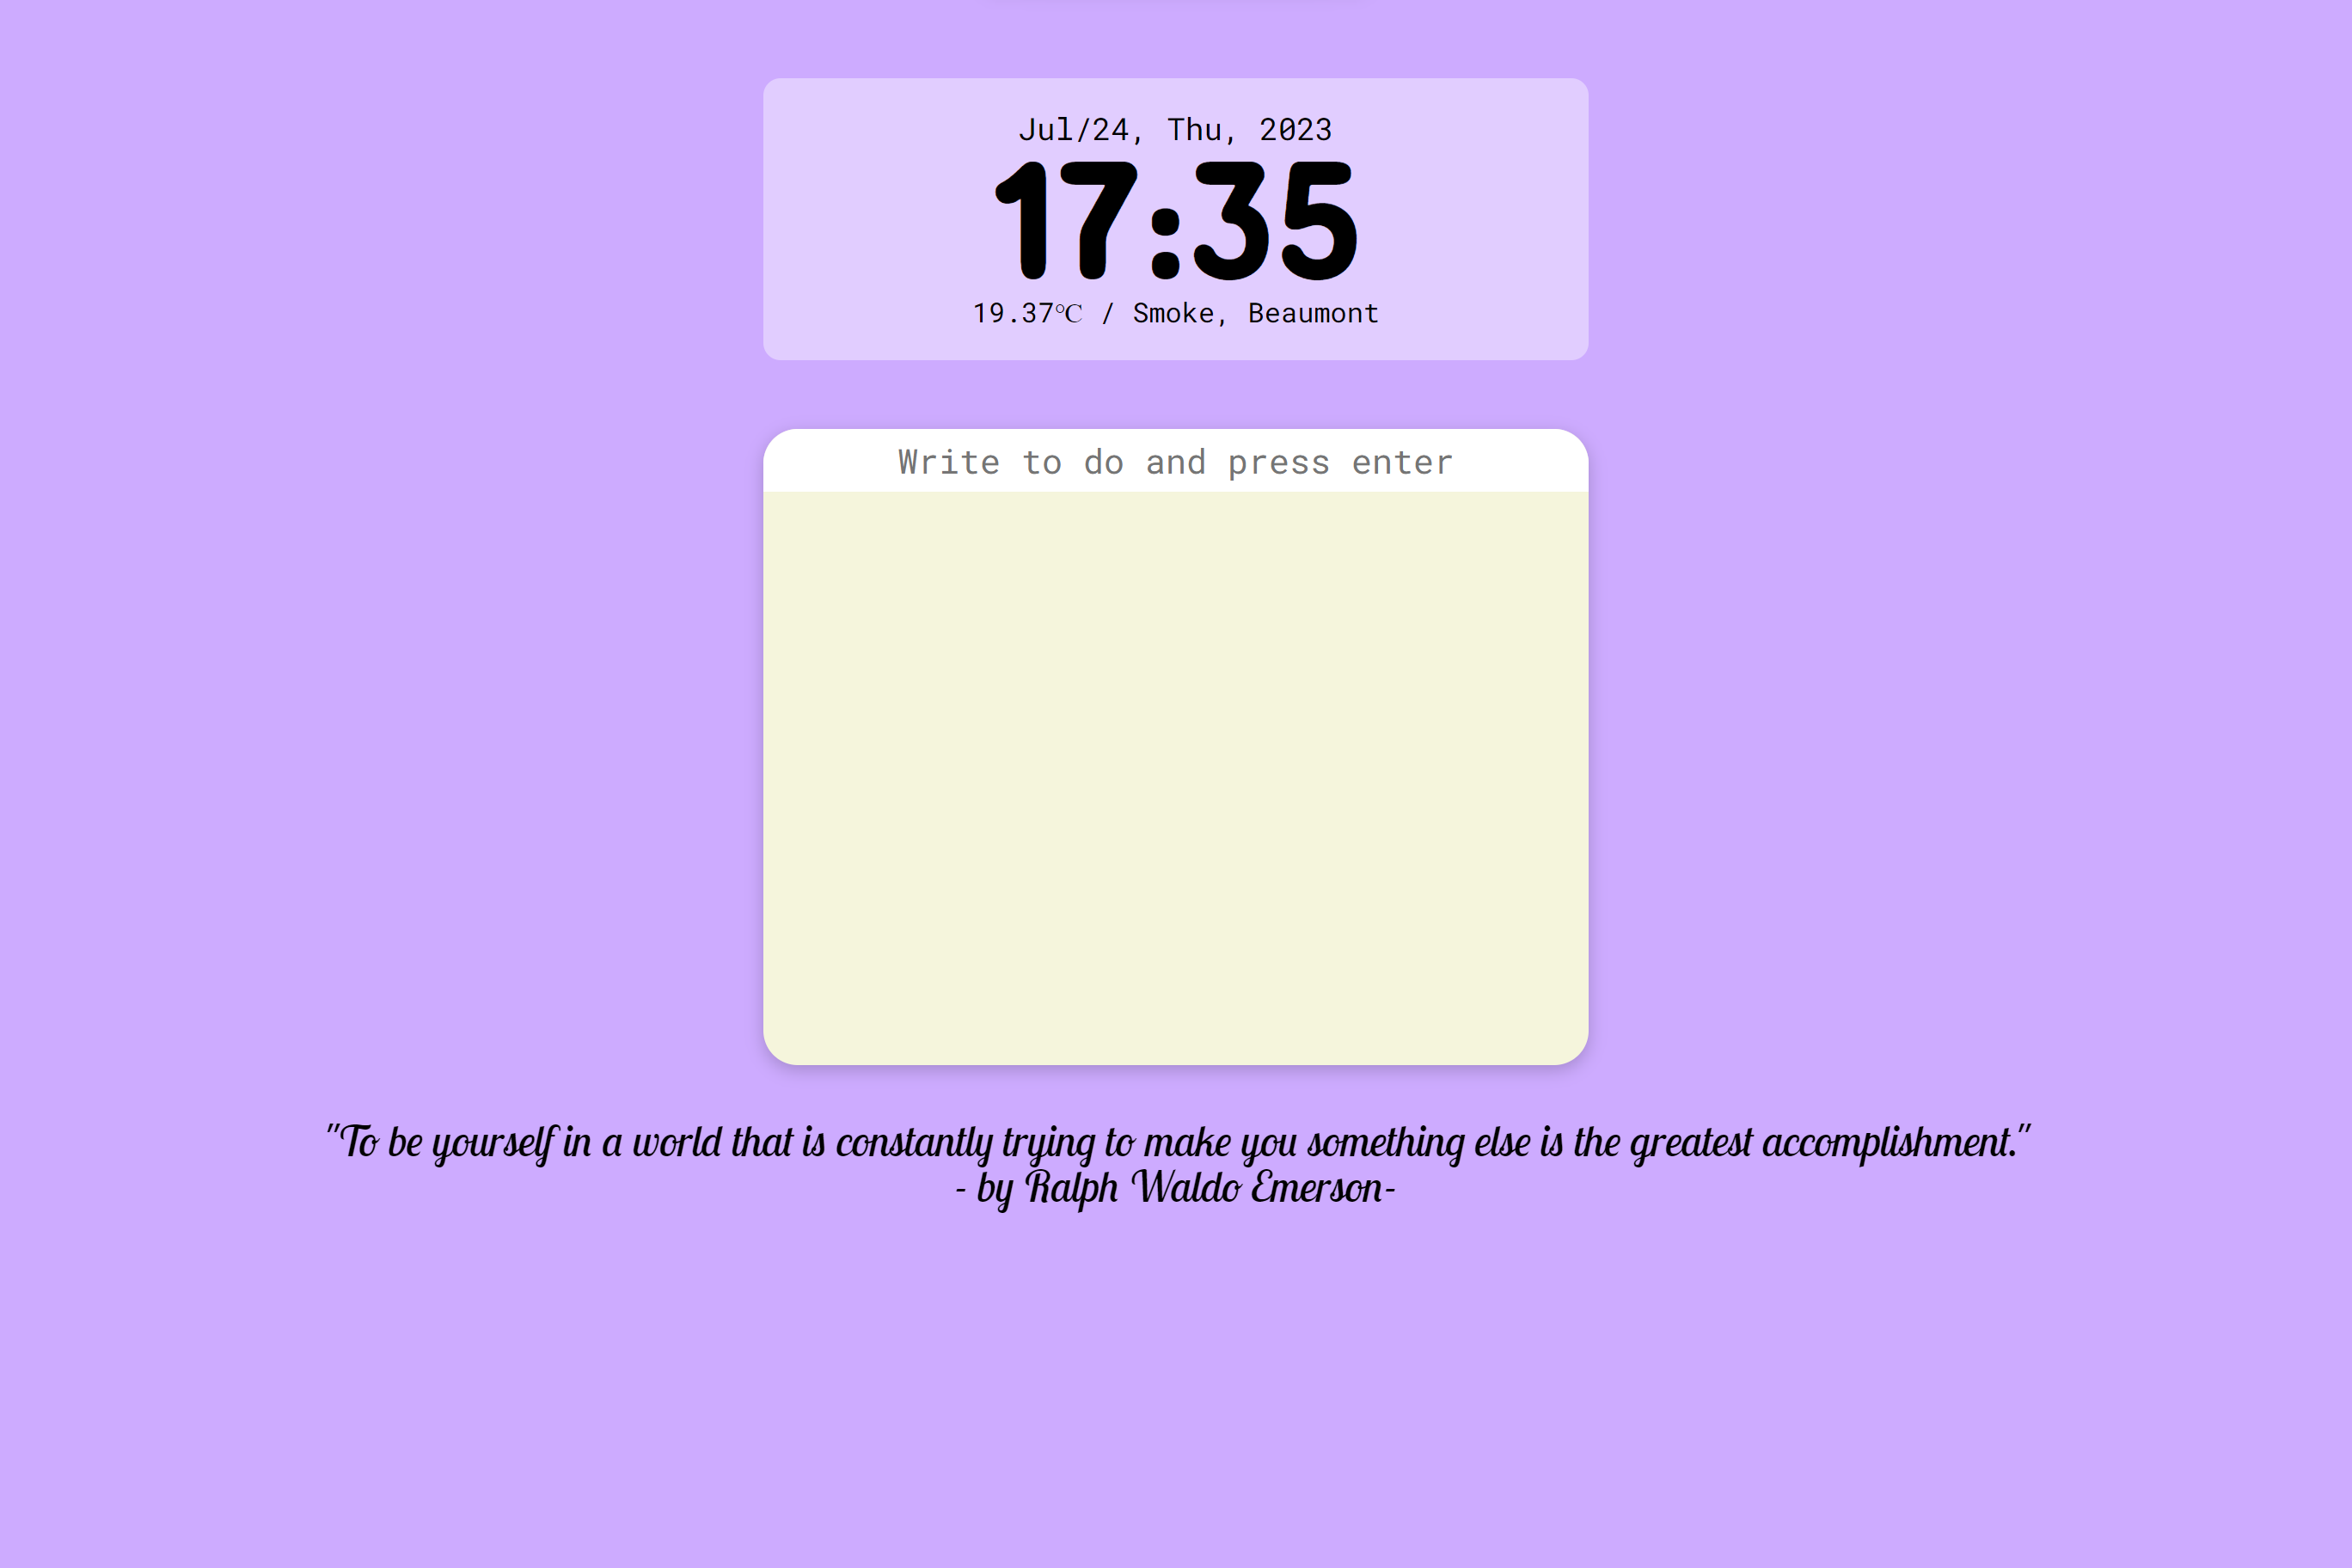 Jul/24, Thu, 2023
17:35
19.37℃ / Smoke, Beaumont
Write to do and press enter
"To be yourself in a world that is constantly trying to make you something else is the greatest accomplishment."
- by Ralph Waldo Emerson-